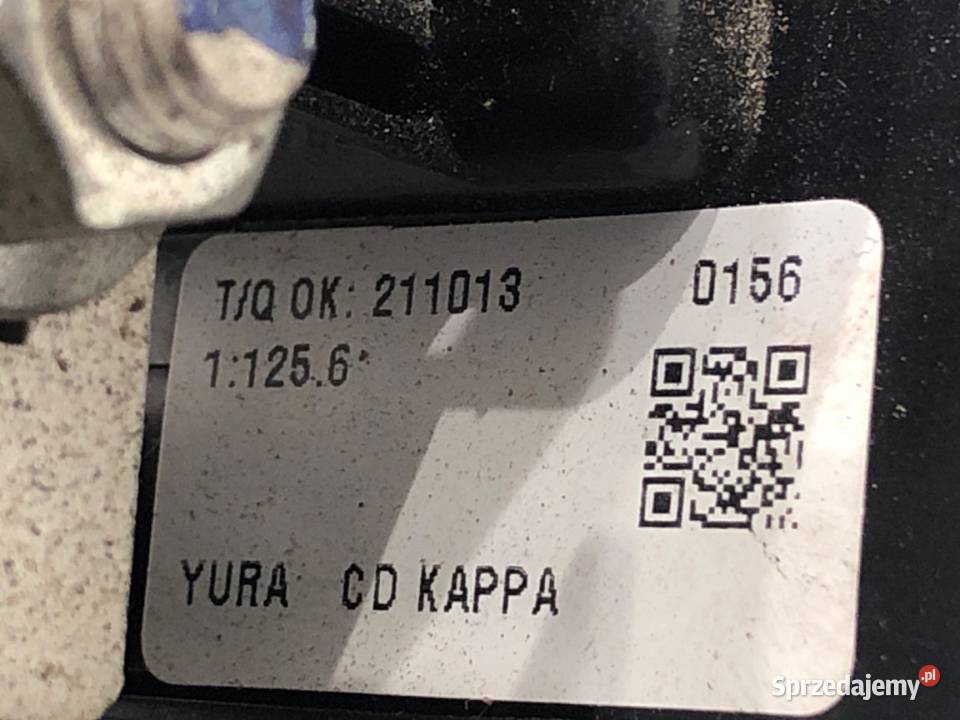 T/Q OK: 211013 0156
1:125.6
YURA CD KAPPA
Sprzedajemy.pl